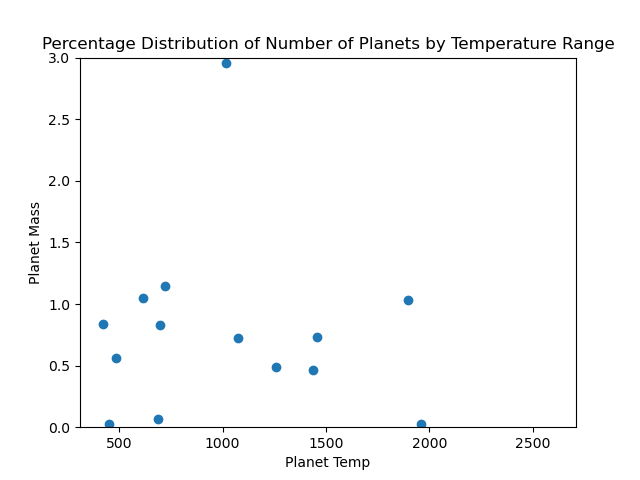 Percentage Distribution of Number of Planets by Temperature Range
3.0
2.5
2.0
1.5
1.0
0.5
0.0
Planet Mass
500 1000 1500 2000 2500
Planet Temp